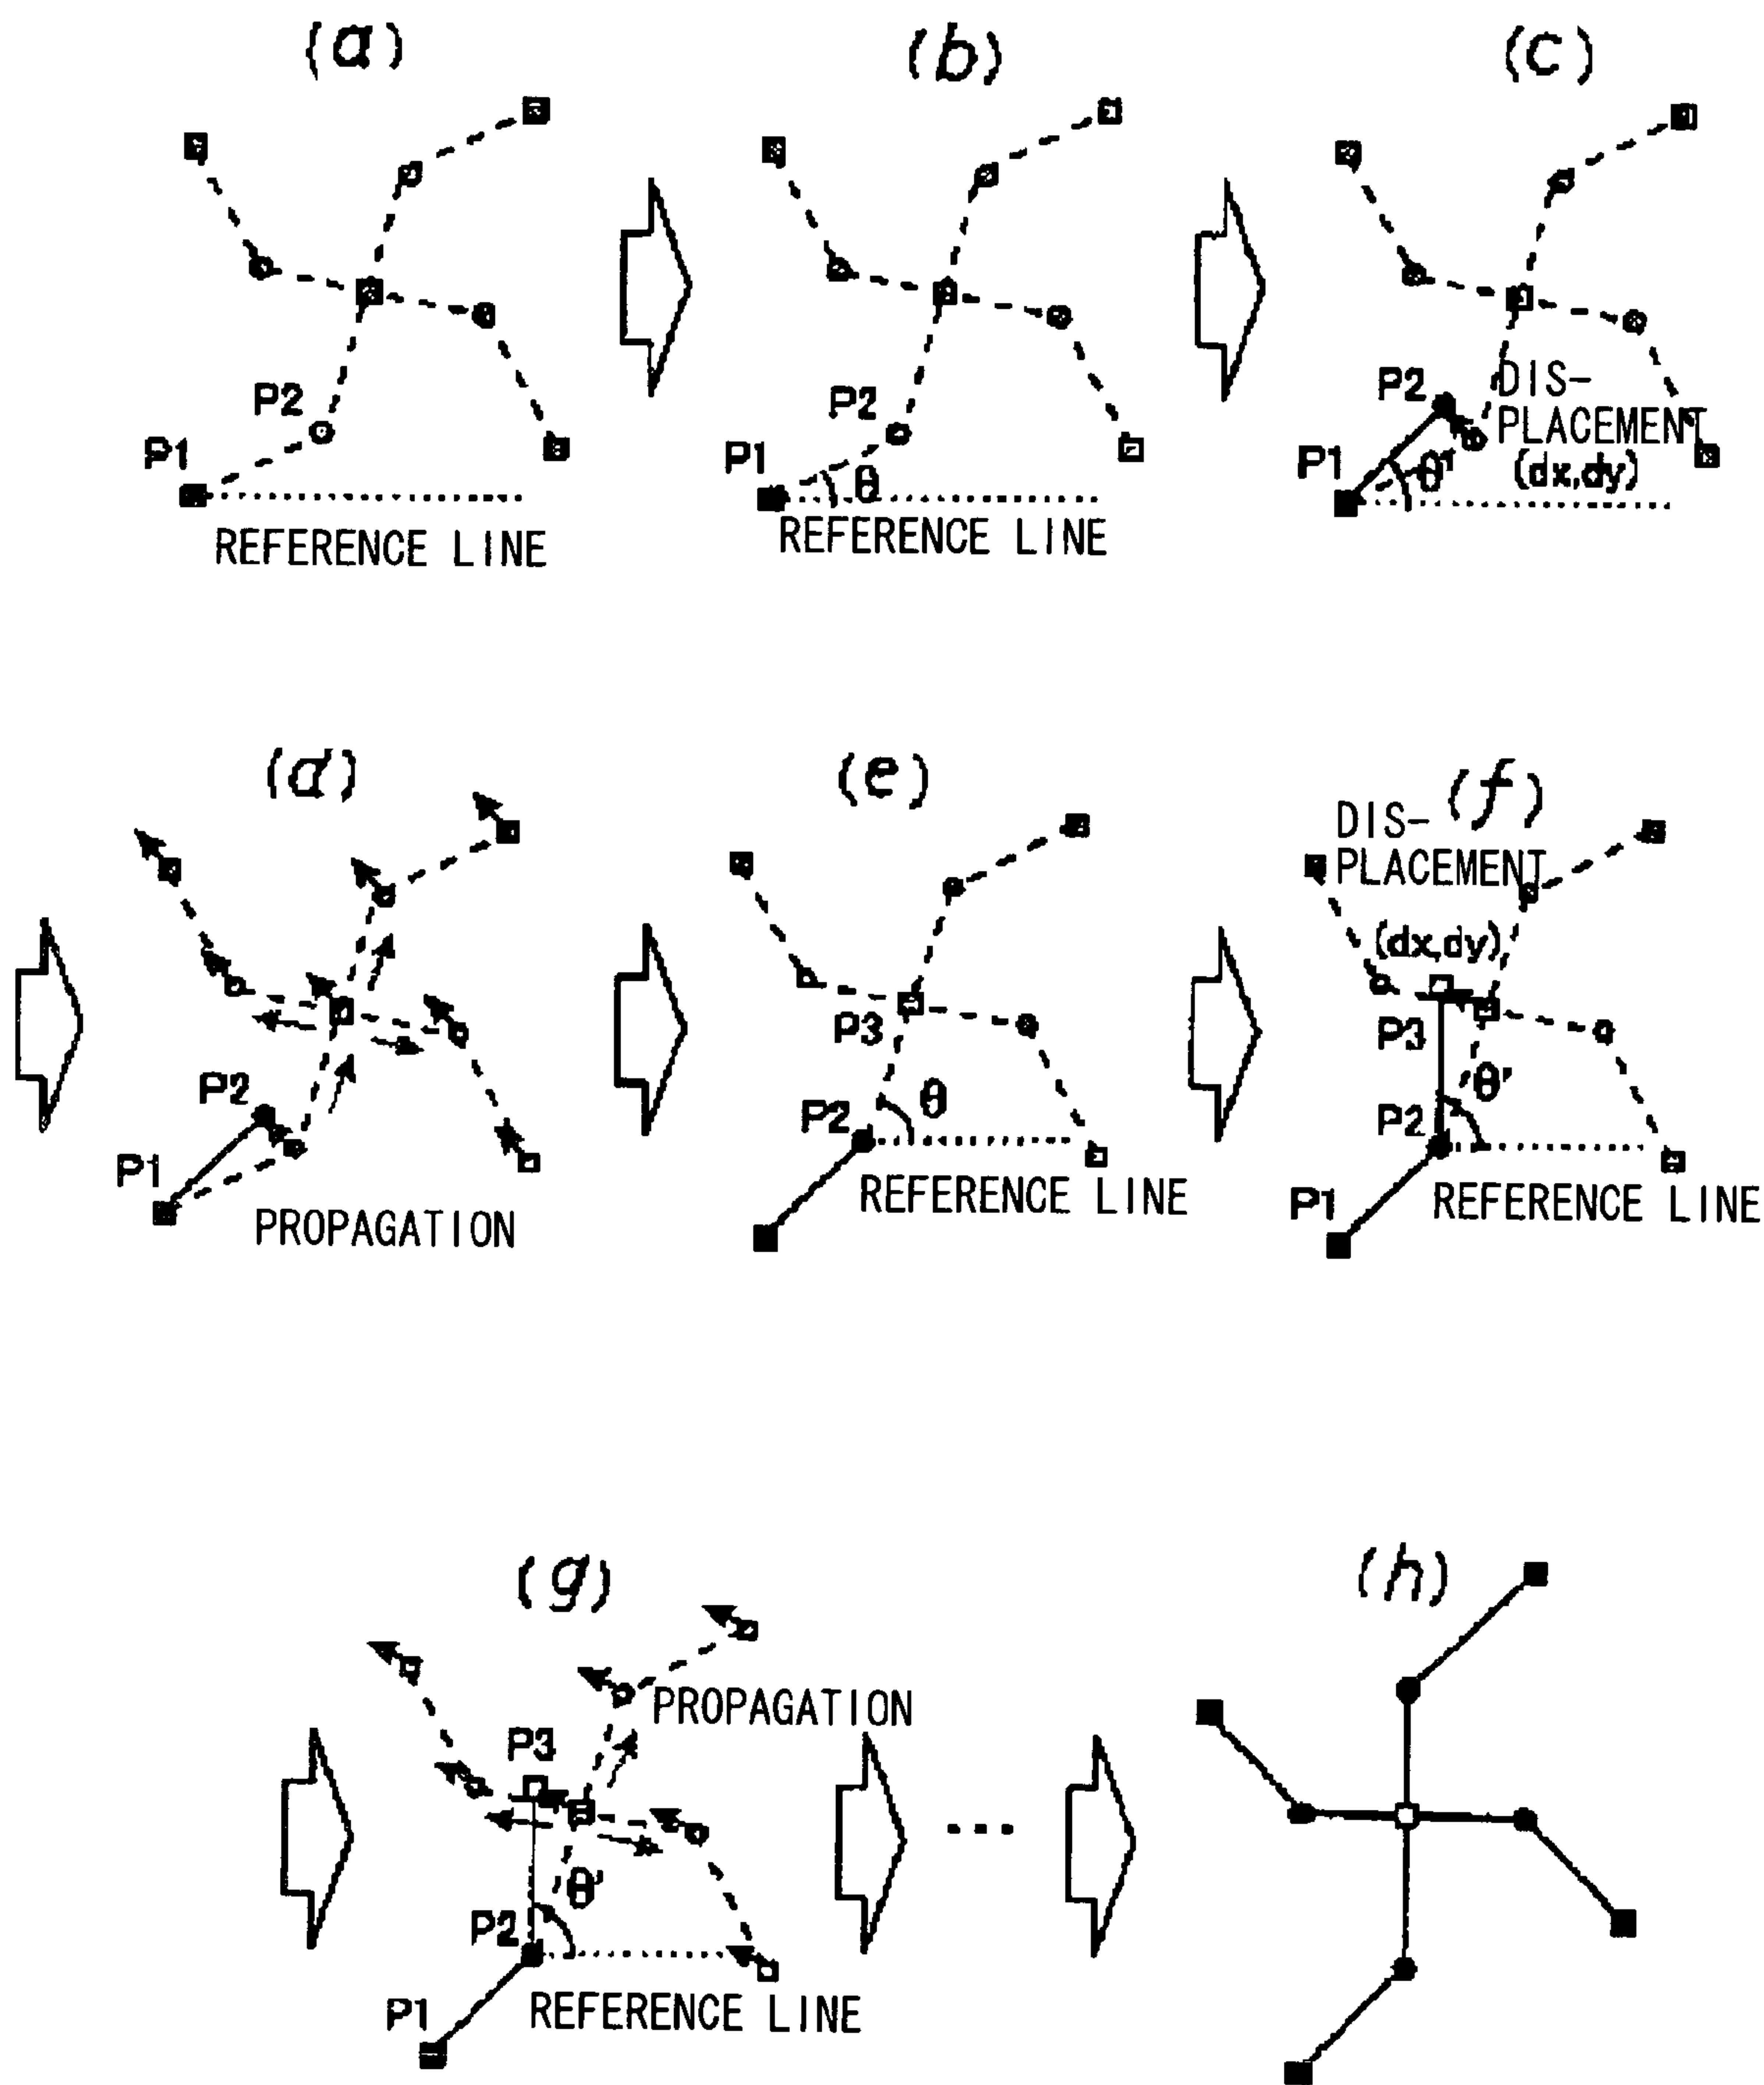 (a)
(b)
(c)
P2
P1
REFERENCE LINE
P2
P1
θ
REFERENCE LINE
P2
DIS-
PLACEMENT
(dx,dy)
P1
θ'
(d)
(e)
(f)
P2
P1
PROPAGATION
P3
P2
θ
REFERENCE LINE
DIS-
PLACEMENT
(dx,dy)
P3
θ'
P2
P1
REFERENCE LINE
(g)
(h)
PROPAGATION
P3
θ'
P2
P1
REFERENCE LINE